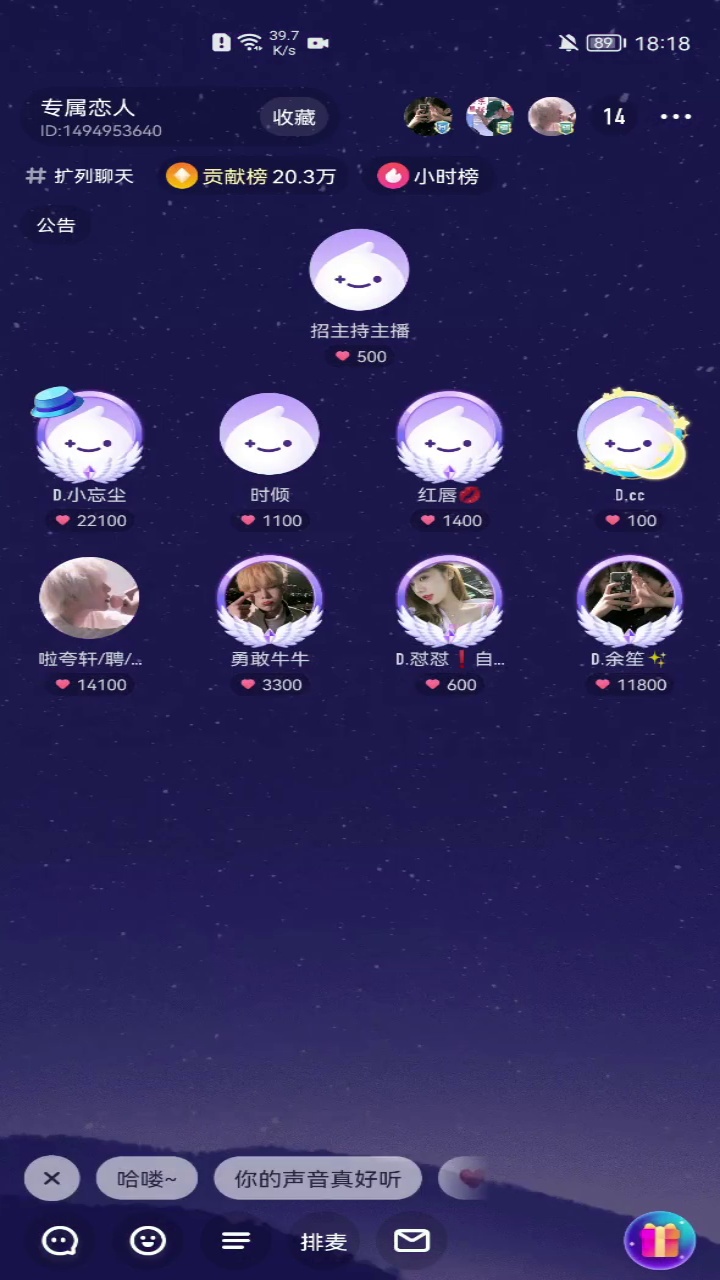 39.7
K/s
89
18:18
专属恋人
ID:1494953640
收藏
14
# 扩列聊天
贡献榜 20.3万
小时榜
公告
招主持主播
500
D.小忘尘
22100
时倾
1100
红唇💋
1400
D.cc
100
啦夸轩/聘/...
14100
勇敢牛牛
3300
D.怼怼❗自...
600
D.余笙✨
11800
哈喽~
你的声音真好听
排麦